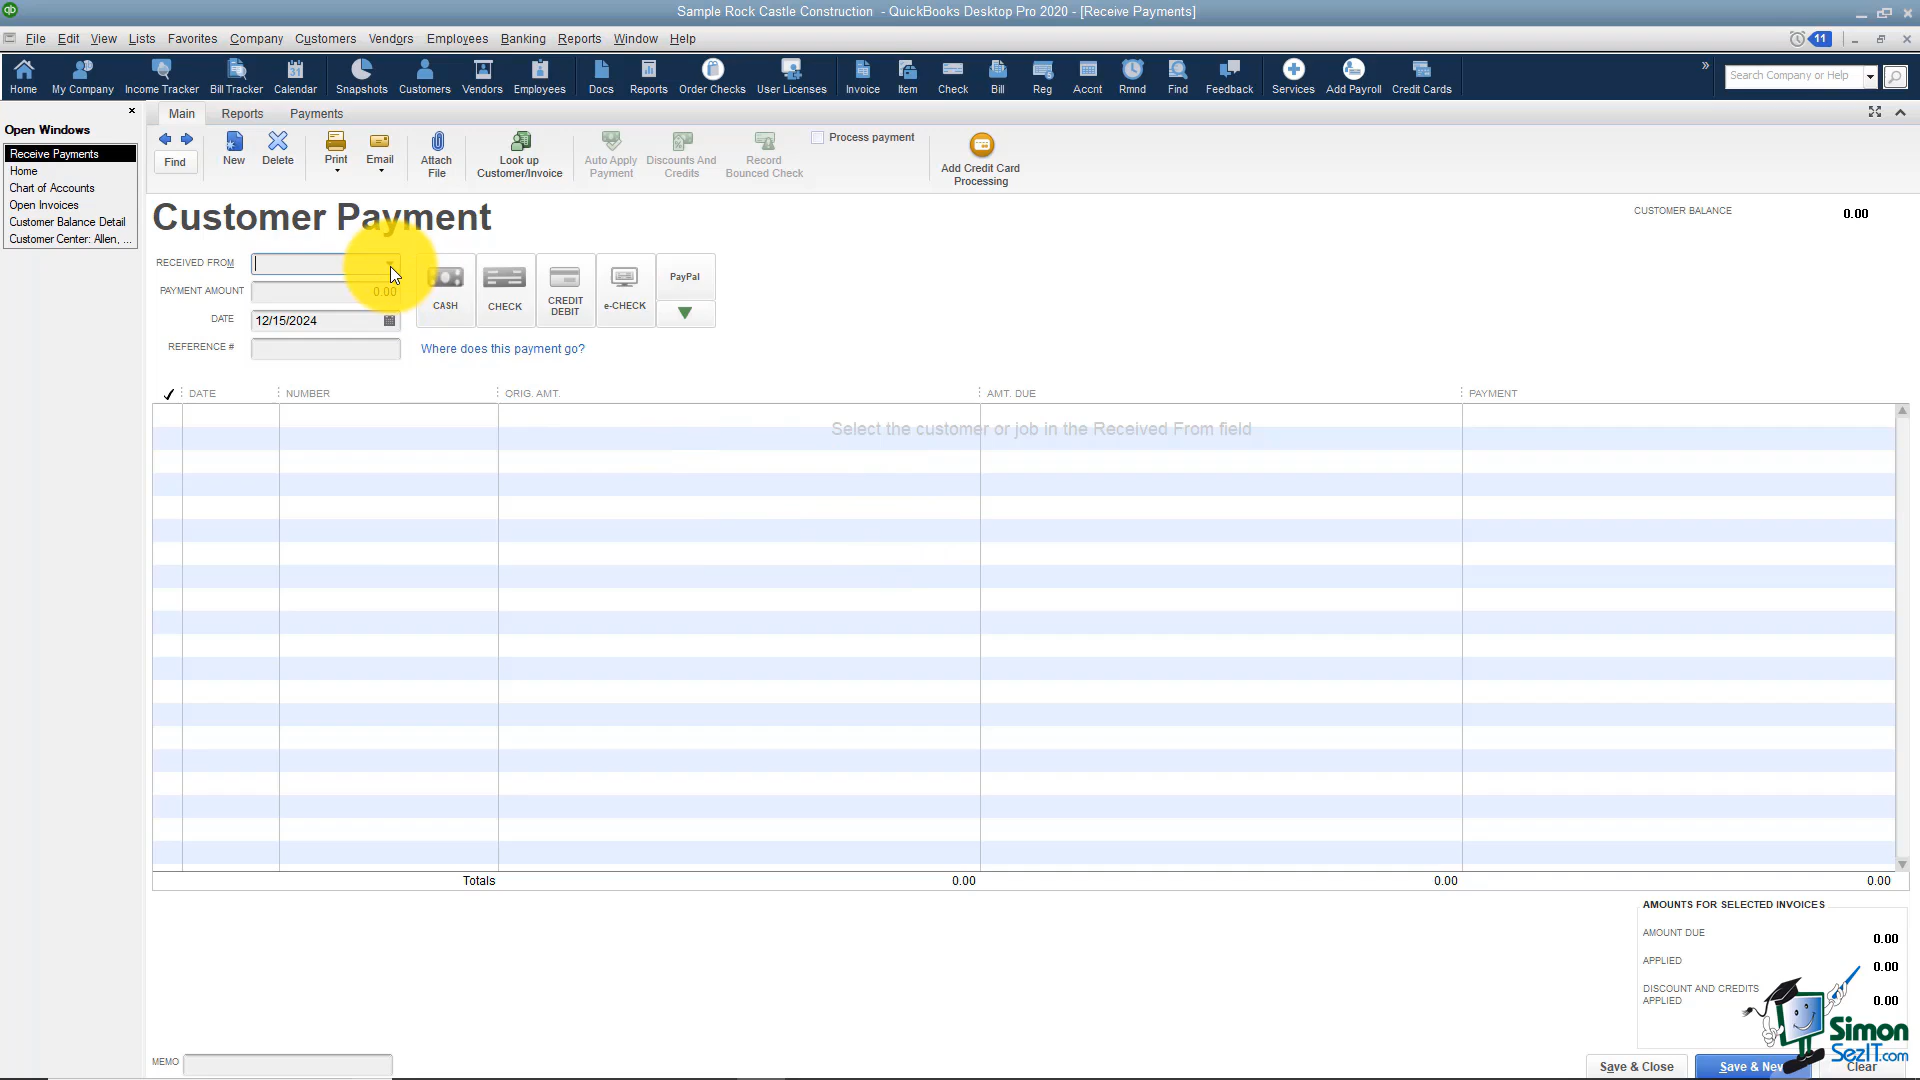 Sample Rock Castle Construction - QuickBooks Desktop Pro 2020 - [Receive Payments]
File Edit View Lists Favorites Company Customers Vendors Employees Banking Reports Window Help
11
Home My Company Income Tracker Bill Tracker Calendar Snapshots Customers Vendors Employees Docs Reports Order Checks User Licenses Invoice Item Check Bill Reg Accnt Rmnd Find Feedback Services Add Payroll Credit Cards
Search Company or Help
Open Windows
Receive Payments
Home
Chart of Accounts
Open Invoices
Customer Balance Detail
Customer Center: Allen, ...
Main Reports Payments
Find
New
Delete
Print
Email
Attach
File
Look up
Customer/Invoice
Auto Apply
Payment
Discounts And
Credits
Record
Bounced Check
Process payment
Add Credit Card
Processing
Customer Payment
CUSTOMER BALANCE 0.00
RECEIVED FROM
PAYMENT AMOUNT 0.00
DATE 12/15/2024
REFERENCE #
CASH
CHECK
CREDIT
DEBIT
e-CHECK
PayPal
Where does this payment go?
DATE NUMBER ORIG. AMT. AMT. DUE PAYMENT
Select the customer or job in the Received From field
Totals 0.00 0.00 0.00
AMOUNTS FOR SELECTED INVOICES
AMOUNT DUE 0.00
APPLIED 0.00
DISCOUNT AND CREDITS
APPLIED 0.00
MEMO
Save & Close
Save & New
Clear
Simon
SezIT.com